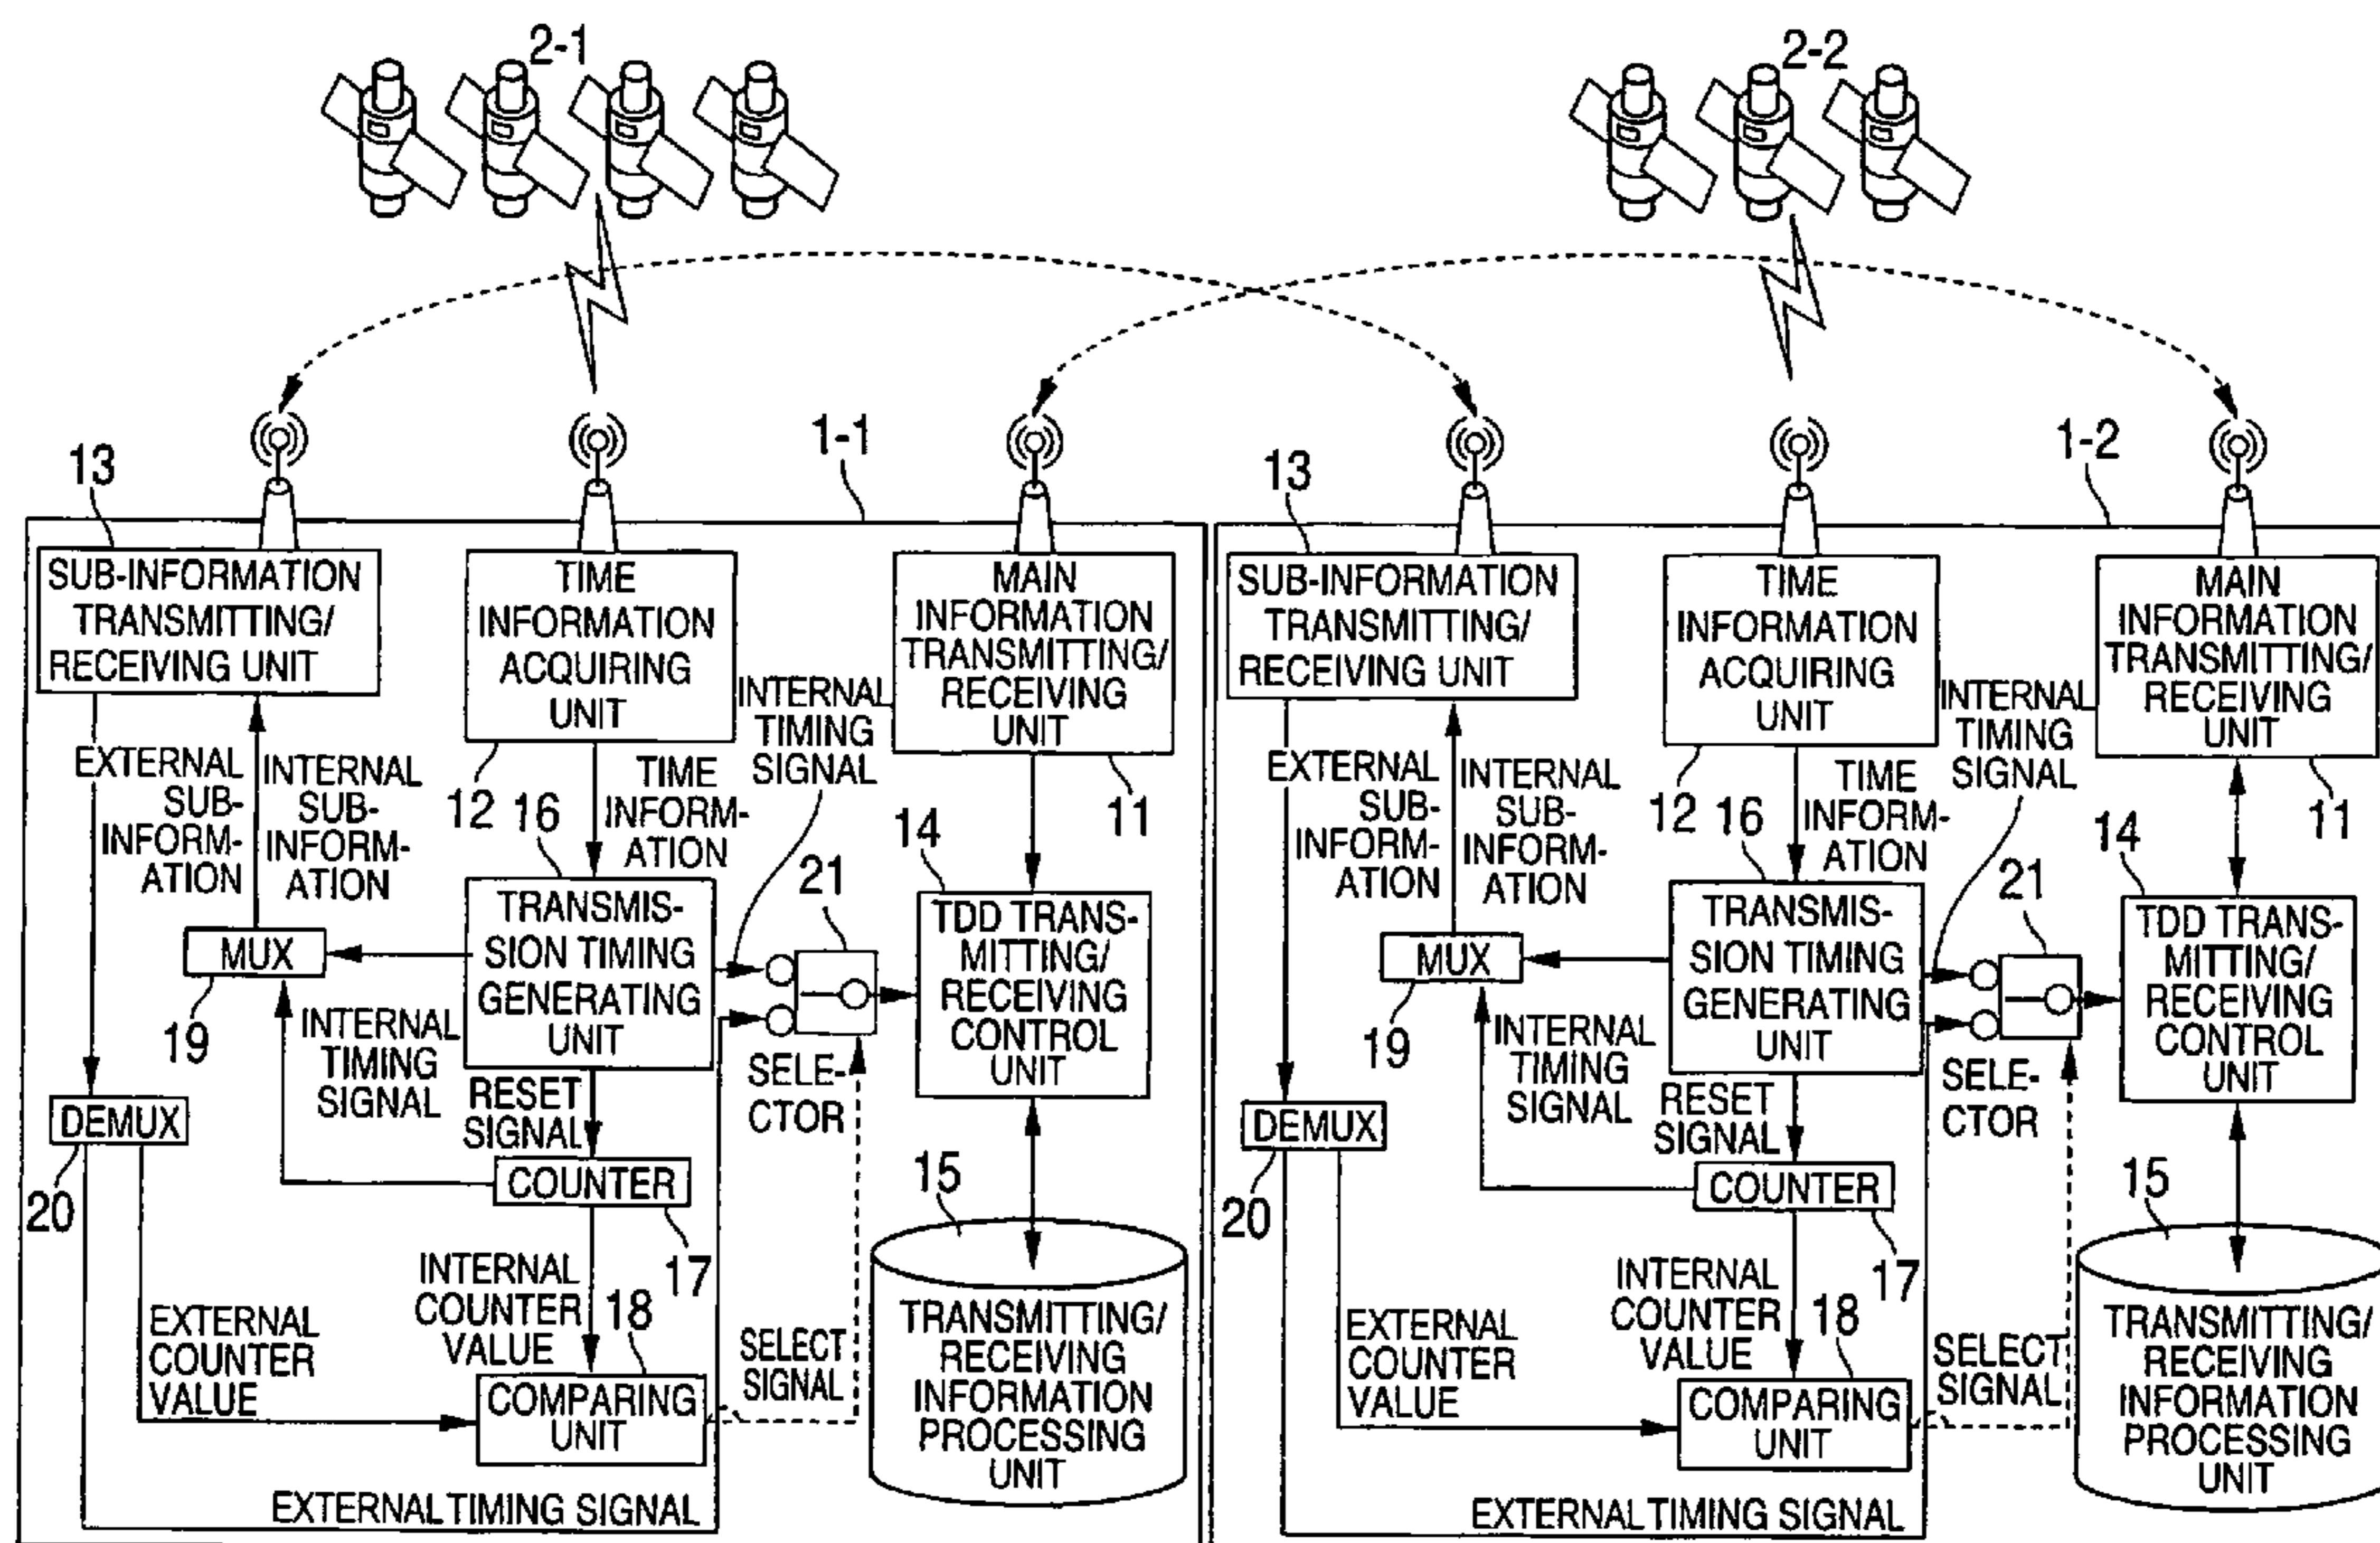 2-1
2-2
1-1
1-2
13
SUB-INFORMATION
TRANSMITTING/
RECEIVING UNIT
TIME
INFORMATION
ACQUIRING
UNIT
12
MAIN
INFORMATION
TRANSMITTING/
RECEIVING
UNIT
11
EXTERNAL
SUB-
INFORM-
ATION
INTERNAL
SUB-
INFORM-
ATION
TIME
INFORM-
ATION
INTERNAL
TIMING
SIGNAL
16
TRANSMIS-
SION TIMING
GENERATING
UNIT
21
SELE-
CTOR
14
TDD TRANS-
MITTING/
RECEIVING
CONTROL
UNIT
MUX
19
INTERNAL
TIMING
SIGNAL
RESET
SIGNAL
DEMUX
20
COUNTER
17
INTERNAL
COUNTER
VALUE
EXTERNAL
COUNTER
VALUE
18
COMPARING
UNIT
SELECT
SIGNAL
15
TRANSMITTING/
RECEIVING
INFORMATION
PROCESSING
UNIT
EXTERNAL TIMING SIGNAL
13
SUB-INFORMATION
TRANSMITTING/
RECEIVING UNIT
TIME
INFORMATION
ACQUIRING
UNIT
12
MAIN
INFORMATION
TRANSMITTING/
RECEIVING
UNIT
11
EXTERNAL
SUB-
INFORM-
ATION
INTERNAL
SUB-
INFORM-
ATION
TIME
INFORM-
ATION
INTERNAL
TIMING
SIGNAL
16
TRANSMIS-
SION TIMING
GENERATING
UNIT
21
SELE-
CTOR
14
TDD TRANS-
MITTING/
RECEIVING
CONTROL
UNIT
MUX
19
INTERNAL
TIMING
SIGNAL
RESET
SIGNAL
DEMUX
20
COUNTER
17
INTERNAL
COUNTER
VALUE
EXTERNAL
COUNTER
VALUE
18
COMPARING
UNIT
SELECT
SIGNAL
15
TRANSMITTING/
RECEIVING
INFORMATION
PROCESSING
UNIT
EXTERNAL TIMING SIGNAL